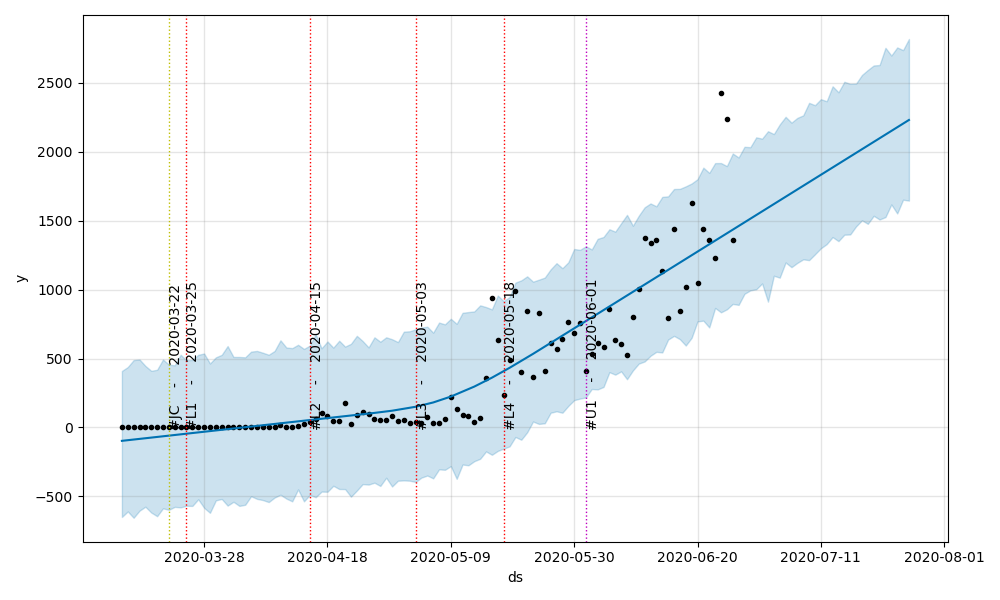 2500
2000
1500
1000
500
0
−500
y
#JC - 2020-03-22
#L1 - 2020-03-25
#L2 - 2020-04-15
#L3 - 2020-05-03
#L4 - 2020-05-18
#U1 - 2020-06-01
2020-03-28
2020-04-18
2020-05-09
2020-05-30
2020-06-20
2020-07-11
2020-08-01
ds